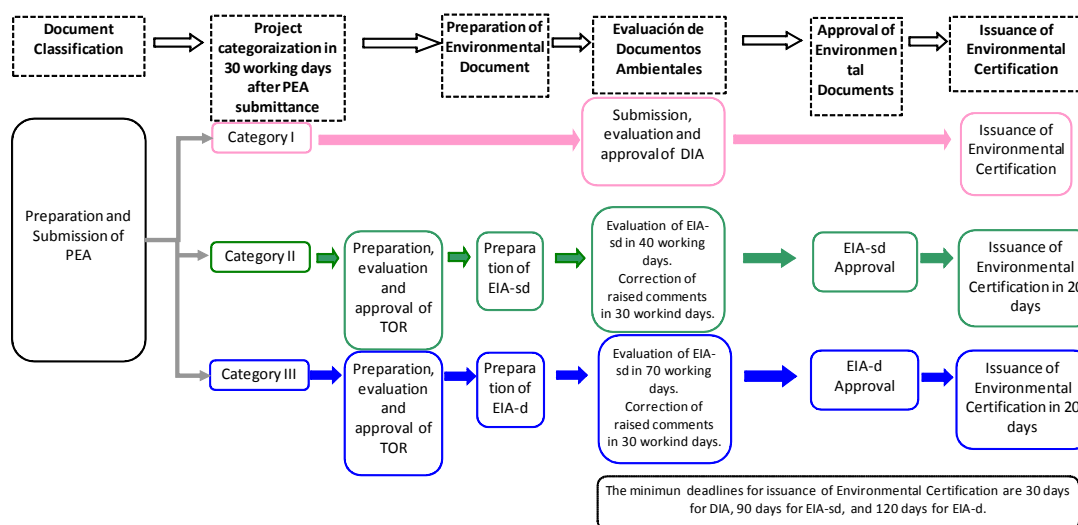 Document
Classification
Project
categoraization in
30 working days
after PEA
submittance
Preparation of
Environmental
Document
Evaluación de
Documentos
Ambientales
Approval of
Environmen
tal
Documents
Issuance of
Environmental
Certification
Preparation and
Submission of
PEA
Category I
Submission,
evaluation and
approval of DIA
Issuance of
Environmental
Certification
Category II
Preparation,
evaluation
and
approval of
TOR
Prepara
tion of
EIA-sd
Evaluation of EIA-
sd in 40 working
days.
Correction of
raised comments
in 30 workind days.
EIA-sd
Approval
Issuance of
Environmental
Certification in 20
days
Category III
Preparation,
evaluation
and
approval of
TOR
Preparation
of EIA-d
Evaluation of EIA-
sd in 70 working
days.
Correction of
raised comments
in 30 workind days.
EIA-d
Approval
Issuance of
Environmental
Certification in 20
days
The minimun deadlines for issuance of Environmental Certification are 30 days
for DIA, 90 days for EIA-sd, and 120 days for EIA-d.